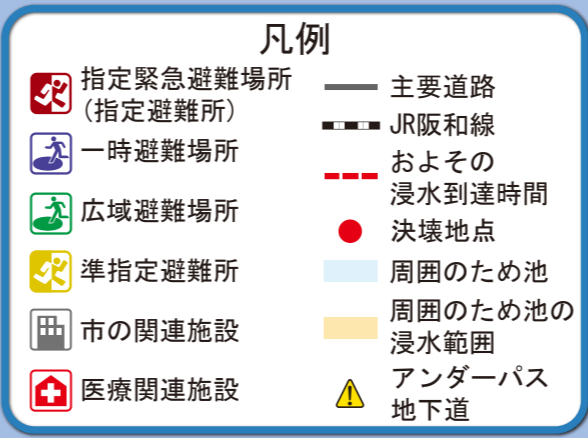 凡例
指定緊急避難場所
(指定避難所)
一時避難場所
広域避難場所
準指定避難所
市の関連施設
医療関連施設
主要道路
JR阪和線
およその
浸水到達時間
決壊地点
周囲のため池
周囲のため池の
浸水範囲
アンダーパス
地下道